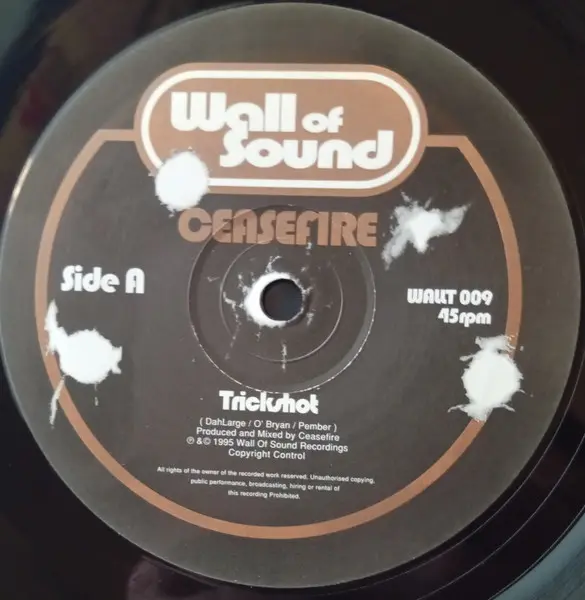 Wall of
Sound
CEASEFIRE
Side A
WALLT 009
45rpm
Trickshot
( DahLarge / O' Bryan / Pember )
Produced and Mixed by Ceasefire
℗ &© 1995 Wall Of Sound Recordings
Copyright Control
All rights of the owner of the recorded work reserved. Unauthorised copying,
public performance, broadcasting, hiring or rental of
this recording Prohibited.